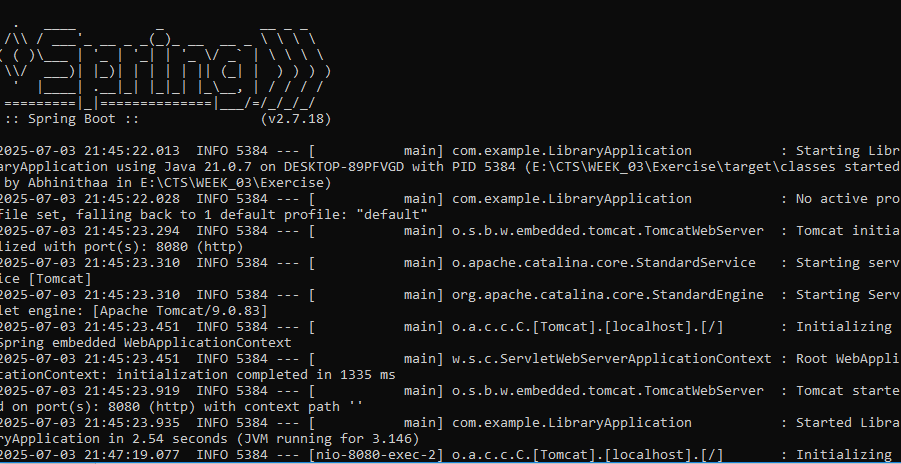 .   ____          _            __ _ _
 /\\ / ___'_ __ _ _(_)_ __  __ _ \ \ \ \
( ( )\___ | '_ | '_| | '_ \/ _` | \ \ \ \
 \\/  ___)| |_)| | | | | || (_| |  ) ) ) )
  '  |____| .__|_| |_|_| |_\__, | / / / /
 =========|_|==============|___/=/_/_/_/
 :: Spring Boot ::                (v2.7.18)
2025-07-03 21:45:22.013  INFO 5384 --- [           main] com.example.LibraryApplication           : Starting Libr
aryApplication using Java 21.0.7 on DESKTOP-89PFVGD with PID 5384 (E:\CTS\WEEK_03\Exercise\target\classes started
 by Abhinithaa in E:\CTS\WEEK_03\Exercise)
2025-07-03 21:45:22.028  INFO 5384 --- [           main] com.example.LibraryApplication           : No active pro
file set, falling back to 1 default profile: "default"
2025-07-03 21:45:23.294  INFO 5384 --- [           main] o.s.b.w.embedded.tomcat.TomcatWebServer  : Tomcat initia
lized with port(s): 8080 (http)
2025-07-03 21:45:23.310  INFO 5384 --- [           main] o.apache.catalina.core.StandardService   : Starting serv
ice [Tomcat]
2025-07-03 21:45:23.310  INFO 5384 --- [           main] org.apache.catalina.core.StandardEngine  : Starting Serv
let engine: [Apache Tomcat/9.0.83]
2025-07-03 21:45:23.451  INFO 5384 --- [           main] o.a.c.c.C.[Tomcat].[localhost].[/]       : Initializing
Spring embedded WebApplicationContext
2025-07-03 21:45:23.451  INFO 5384 --- [           main] w.s.c.ServletWebServerApplicationContext : Root WebAppli
cationContext: initialization completed in 1335 ms
2025-07-03 21:45:23.919  INFO 5384 --- [           main] o.s.b.w.embedded.tomcat.TomcatWebServer  : Tomcat starte
d on port(s): 8080 (http) with context path ''
2025-07-03 21:45:23.935  INFO 5384 --- [           main] com.example.LibraryApplication           : Started Libra
ryApplication in 2.54 seconds (JVM running for 3.146)
2025-07-03 21:47:19.077  INFO 5384 --- [nio-8080-exec-2] o.a.c.c.C.[Tomcat].[localhost].[/]       : Initializing